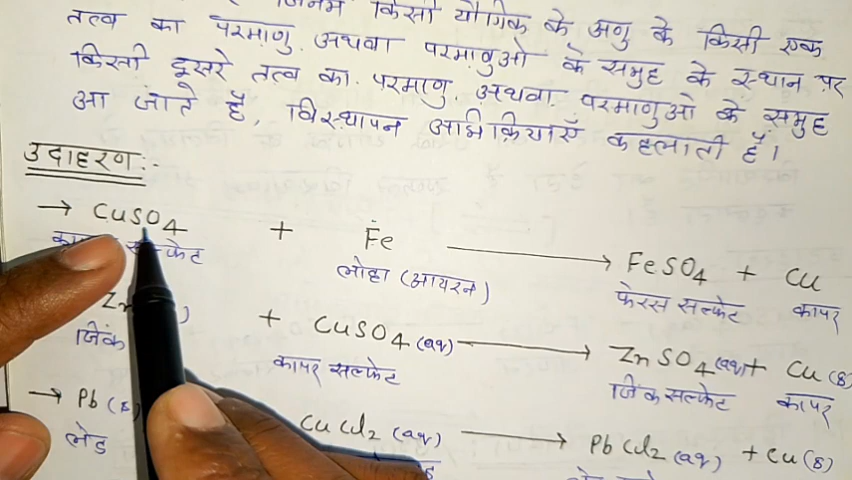 जिनमें किसी यौगिक के अणु के किसी एक
तत्व का परमाणु अथवा परमाणुओं के समुह के स्थान पर
किसी दूसरे तत्व का परमाणु अथवा परमाणुओं के समुह
आ जाते है, विस्थापन अभिक्रियाएँ कहलाती है।
उदाहरण:-
→ CuSO4 + Fe ⟶ FeSO4 + Cu
सल्फेट लोहा (आयरन) फेरस सल्फेट कापर
Zn + CuSO4 (aq) ⟶ ZnSO4 (aq) + Cu (s)
जिंक कापर सल्फेट जिंक सल्फेट कापर
→ Pb (s) CuCl2 (aq) ⟶ PbCl2 (aq) + Cu (s)
लेड